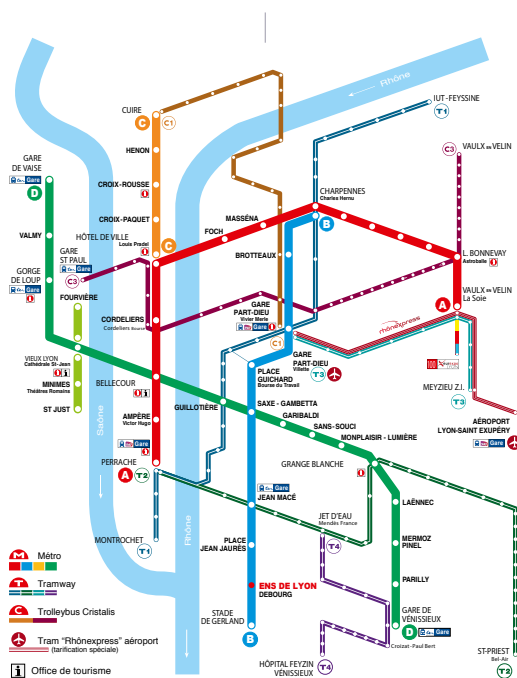 Rhône
CUIRE
C
C1
IUT-FEYSSINE
T1
HENON
GARE
DE VAISE
Gare
D
CROIX-ROUSSE
C3
VAULX EN VELIN
CHARPENNES
Charles Hernu
CROIX-PAQUET
MASSÉNA
B
VALMY
HÔTEL DE VILLE
Louis Pradel
C
FOCH
GARE
ST PAUL
Gare
C3
BROTTEAUX
L. BONNEVAY
Astroballe
GORGE
DE LOUP
Gare
FOURVIÈRE
VAULX EN VELIN
La Soie
A
GARE
PART-DIEU
Vivier Merle
Gare
CORDELIERS
Cordeliers Bourse
rhônexpress
C1
VIEUX LYON
Cathédrale St-Jean
GARE
PART-DIEU
Villette
T3
PLACE
GUICHARD
Bourse du Travail
MINIMES
Théâtres Romains
BELLECOUR
MEYZIEU Z.I.
T3
ST JUST
GUILLOTIÈRE
SAXE - GAMBETTA
GARIBALDI
AMPÈRE
Victor Hugo
SANS-SOUCI
AÉROPORT
LYON-SAINT EXUPÉRY
Gare
Saône
MONPLAISIR - LUMIÈRE
Gare
PERRACHE
A
T2
GRANGE BLANCHE
Gare
JEAN MACÉ
LAËNNEC
JET D'EAU
Mendès France
Rhône
MONTROCHET
T1
PLACE
JEAN JAURÈS
T4
MERMOZ
PINEL
M
Métro
T
Tramway
ENS DE LYON
DEBOURG
PARILLY
C
Trolleybus Cristalis
STADE
DE GERLAND
B
GARE DE
VÉNISSIEUX
D
Gare
Tram "Rhônexpress" aéroport
(tarification spéciale)
Croizat - Paul Bert
ST-PRIEST
Bel-Air
T2
HÔPITAL FEYZIN
VÉNISSIEUX
T4
i
Office de tourisme